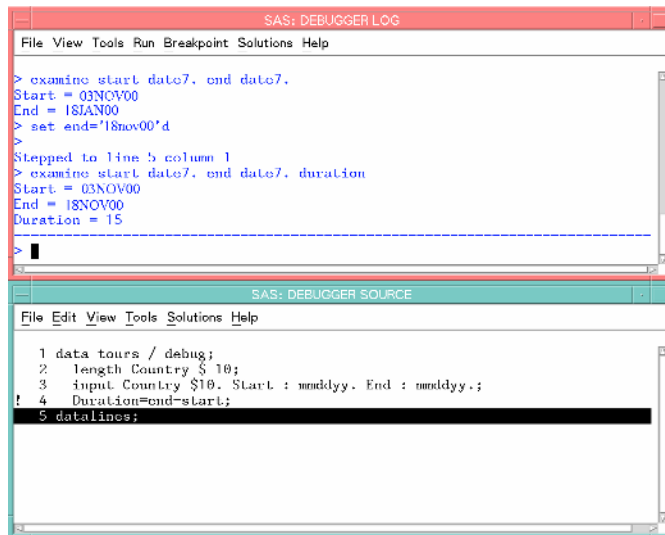 SAS: DEBUGGER LOG
File View Tools Run Breakpoint Solutions Help
> examine start date7. end date7.
Start = 03NOV00
End = 18JAN00
> set end='18nov00'd
>
Stepped to line 5 column 1
> examine start date7. end date7. duration
Start = 03NOV00
End = 18NOV00
Duration = 15
>
SAS: DEBUGGER SOURCE
File Edit View Tools Solutions Help
1 data tours / debug;
2 length Country $ 10;
3 input Country $10. Start : mmddyy. End : mmddyy.;
! 4 Duration=end-start;
5 datalines;